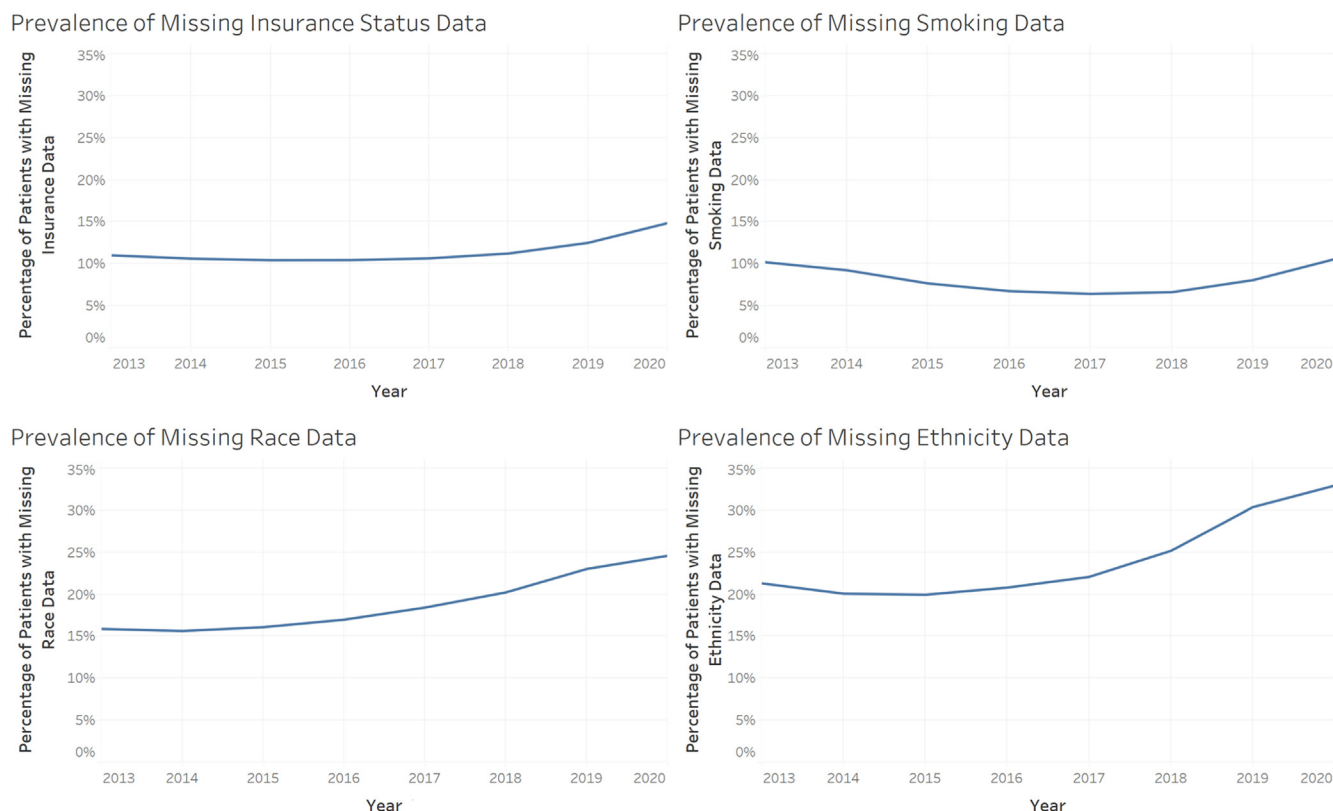 Prevalence of Missing Insurance Status Data
Percentage of Patients with Missing
Insurance Data
35%
30%
25%
20%
15%
10%
5%
0%
2013 2014 2015 2016 2017 2018 2019 2020
Year
Prevalence of Missing Smoking Data
Percentage of Patients with Missing
Smoking Data
35%
30%
25%
20%
15%
10%
5%
0%
2013 2014 2015 2016 2017 2018 2019 2020
Year
Prevalence of Missing Race Data
Percentage of Patients with Missing
Race Data
35%
30%
25%
20%
15%
10%
5%
0%
2013 2014 2015 2016 2017 2018 2019 2020
Year
Prevalence of Missing Ethnicity Data
Percentage of Patients with Missing
Ethnicity Data
35%
30%
25%
20%
15%
10%
5%
0%
2013 2014 2015 2016 2017 2018 2019 2020
Year